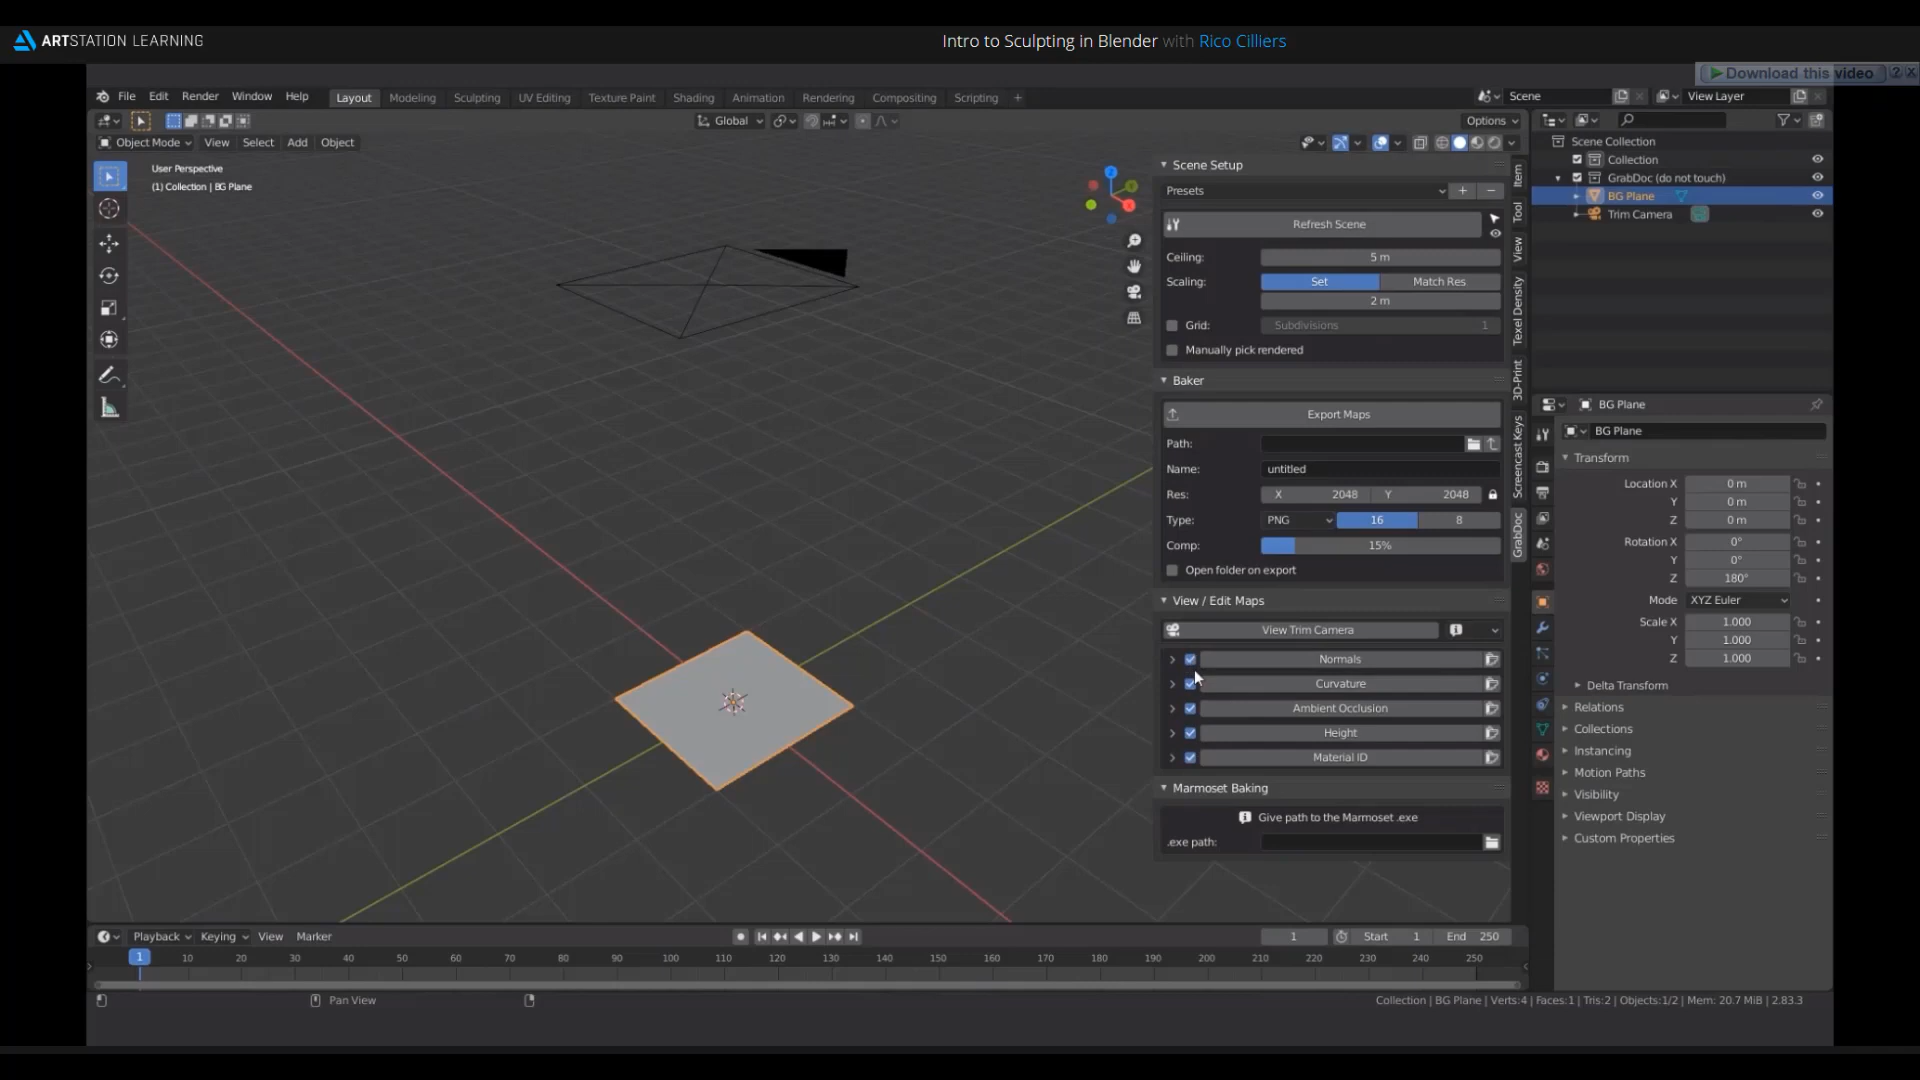 ARTSTATION LEARNING
Intro to Sculpting in Blender with Rico Cilliers
Download this video ? X
File Edit Render Window Help Layout Modeling Sculpting UV Editing Texture Paint Shading Animation Rendering Compositing Scripting +
Scene View Layer
Global Options
Object Mode View Select Add Object
User Perspective
(1) Collection | BG Plane
Z
Y
X
Scene Setup
Presets + −
Refresh Scene
Ceiling: 5 m
Scaling: Set Match Res
2 m
Grid: Subdivisions 1
Manually pick rendered
Baker
Export Maps
Path:
Name: untitled
Res: X 2048 Y 2048
Type: PNG 16 8
Comp: 15%
Open folder on export
View / Edit Maps
View Trim Camera
Normals
Curvature
Ambient Occlusion
Height
Material ID
Marmoset Baking
Give path to the Marmoset .exe
.exe path:
Item
Tool
View
Texel Density
3D-Print
Screencast Keys
GrabDoc
Scene Collection
Collection
GrabDoc (do not touch)
BG Plane
Trim Camera
BG Plane
BG Plane
Transform
Location X 0 m
Y 0 m
Z 0 m
Rotation X 0°
Y 0°
Z 180°
Mode XYZ Euler
Scale X 1.000
Y 1.000
Z 1.000
Delta Transform
Relations
Collections
Instancing
Motion Paths
Visibility
Viewport Display
Custom Properties
Playback Keying View Marker
1 Start 1 End 250
1 10 20 30 40 50 60 70 80 90 100 110 120 130 140 150 160 170 180 190 200 210 220 230 240 250
Pan View
Collection | BG Plane | Verts:4 | Faces:1 | Tris:2 | Objects:1/2 | Mem: 20.7 MiB | 2.83.3